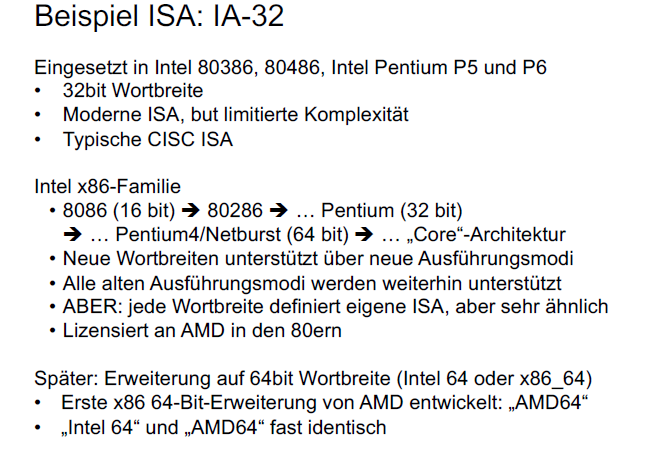 Beispiel ISA: IA-32
Eingesetzt in Intel 80386, 80486, Intel Pentium P5 und P6
• 32bit Wortbreite
• Moderne ISA, but limitierte Komplexität
• Typische CISC ISA
Intel x86-Familie
• 8086 (16 bit) ➔ 80286 ➔ … Pentium (32 bit)
➔ … Pentium4/Netburst (64 bit) ➔ … „Core“-Architektur
• Neue Wortbreiten unterstützt über neue Ausführungsmodi
• Alle alten Ausführungsmodi werden weiterhin unterstützt
• ABER: jede Wortbreite definiert eigene ISA, aber sehr ähnlich
• Lizensiert an AMD in den 80ern
Später: Erweiterung auf 64bit Wortbreite (Intel 64 oder x86_64)
• Erste x86 64-Bit-Erweiterung von AMD entwickelt: „AMD64“
• „Intel 64“ und „AMD64“ fast identisch